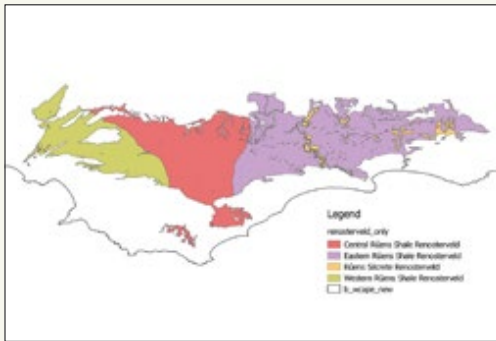 Legend
renosterveld_only
Central Rûens Shale Renosterveld
Eastern Rûens Shale Renosterveld
Rûens Silcrete Renosterveld
Western Rûens Shale Renosterveld
b_wcape_new